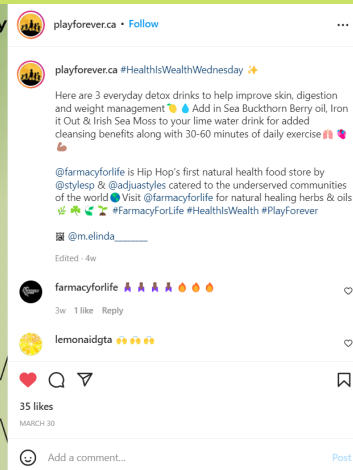 playforever.ca • Follow
playforever.ca #HealthIsWealthWednesday ✨
Here are 3 everyday detox drinks to help improve skin, digestion
and weight management🍋💧Add in Sea Buckthorn Berry oil, Iron
it Out & Irish Sea Moss to your lime water drink for added
cleansing benefits along with 30-60 minutes of daily exercise🫁🫀
💪🏽
@farmacyforlife is Hip Hop's first natural health food store by
@stylesp & @adjuastyles catered to the underserved communities
of the world🌎Visit @farmacyforlife for natural healing herbs & oils
🌿☘️🍃🌱 #FarmacyForLife #HealthIsWealth #PlayForever
🖼 @m.elinda______
Edited · 4w
farmacyforlife 🙏🏾🙏🏾🙏🏾🙏🏾🔥🔥🔥
3w 1 like Reply
lemonaidgta 🙌🙌🙌
35 likes
MARCH 30
Add a comment...
Post